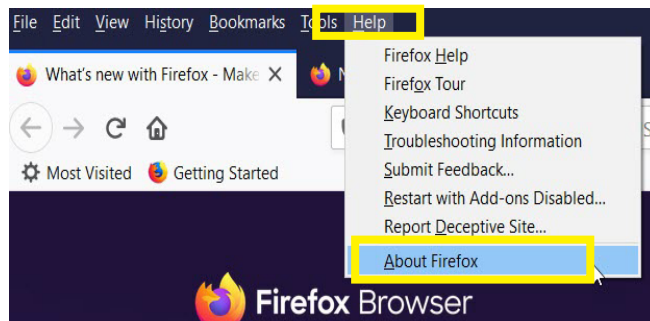 File Edit View History Bookmarks Tools Help
What's new with Firefox - Make
Firefox Help
Firefox Tour
Keyboard Shortcuts
Troubleshooting Information
Submit Feedback...
Restart with Add-ons Disabled...
Report Deceptive Site...
About Firefox
Most Visited Getting Started
Firefox Browser